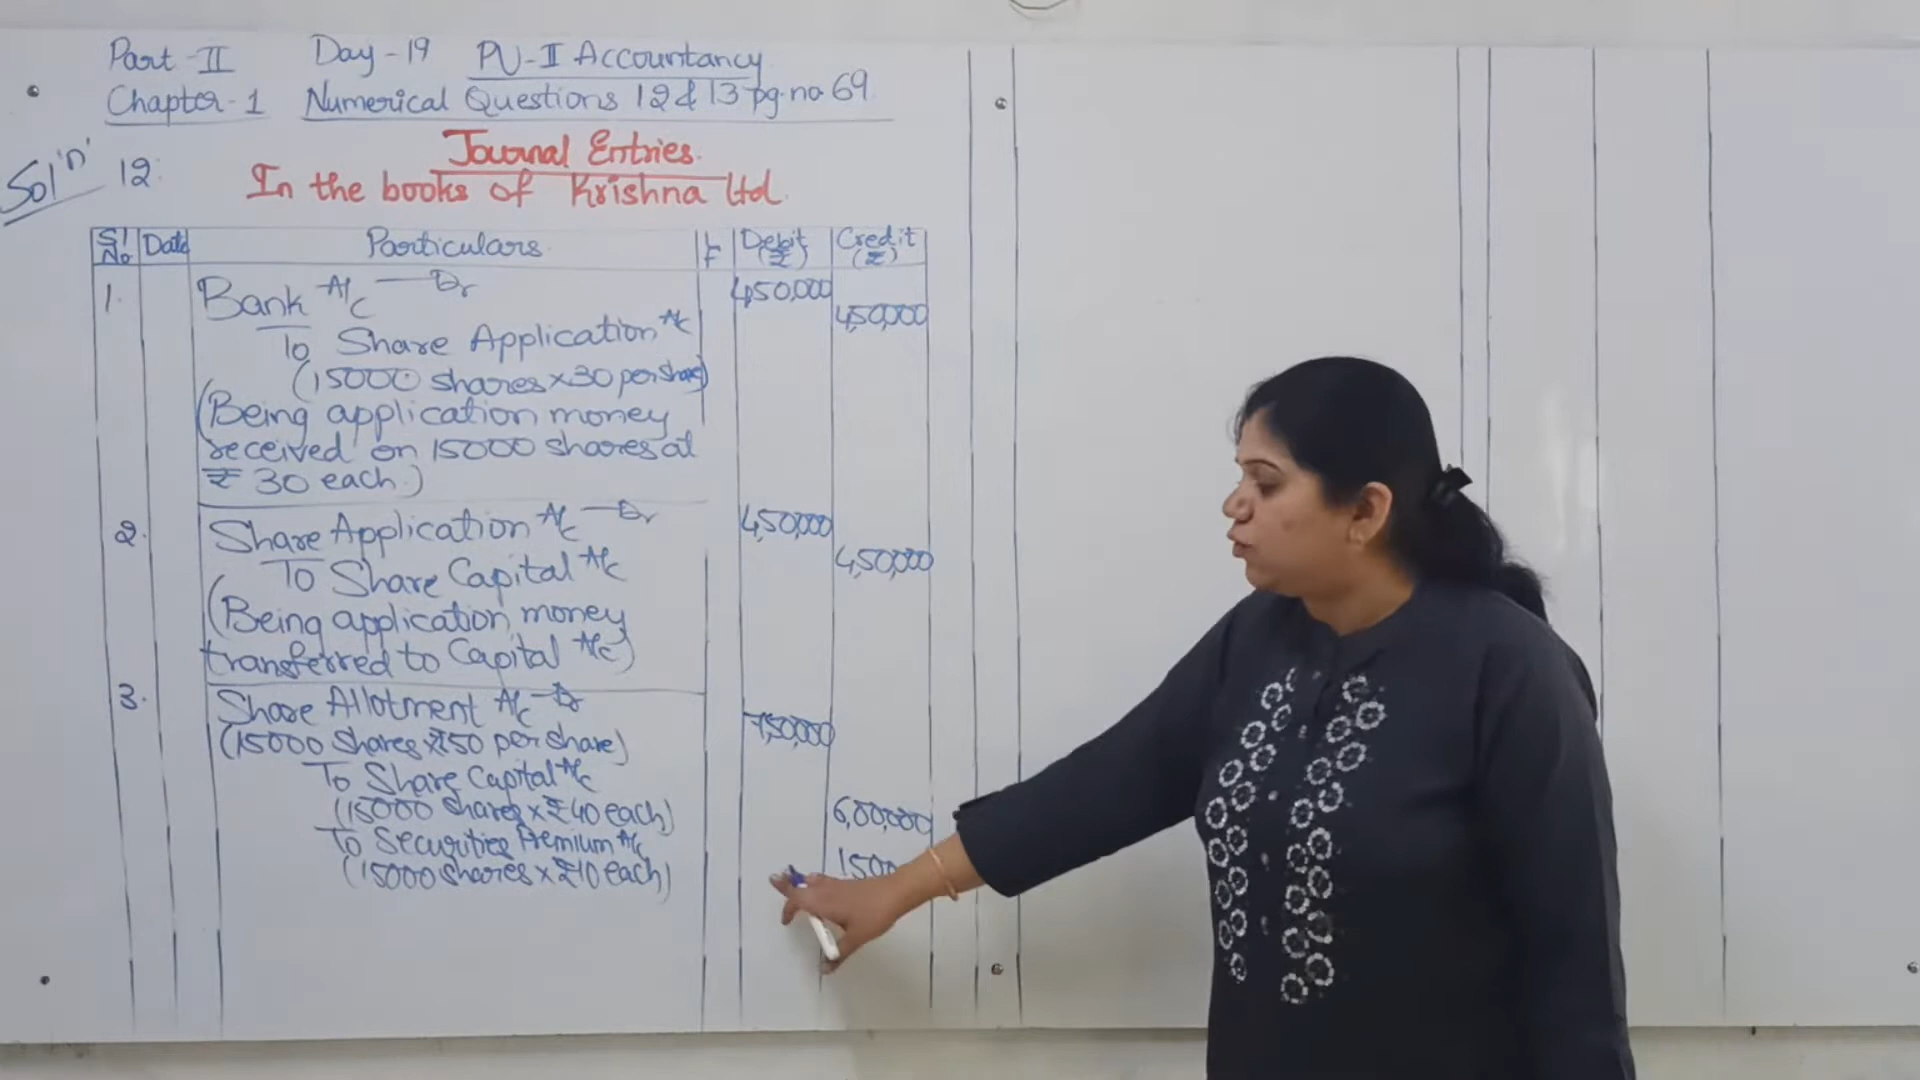 Part-II Day-19 PU-II Accountancy
Chapter-1 Numerical Questions 12 & 13 pg.no 69
Sol'n' 12. Journal Entries.
In the books of Krishna Ltd.
Sl No Date Particulars LF Debit (₹) Credit (₹)
1. Bank A/c Dr 4,50,000
To Share Application A/c 4,50,000
(15000 shares x 30 per share)
(Being application money
received on 15000 shares at
₹ 30 each.)
2. Share Application A/c Dr 4,50,000
To Share Capital A/c 4,50,000
(Being application money
transferred to Capital A/c)
3. Share Allotment A/c Dr 7,50,000
(15000 shares x ₹50 per share)
To Share Capital A/c
(15000 shares x ₹40 each) 6,00,000
To Securities Premium A/c
(15000 shares x ₹10 each)